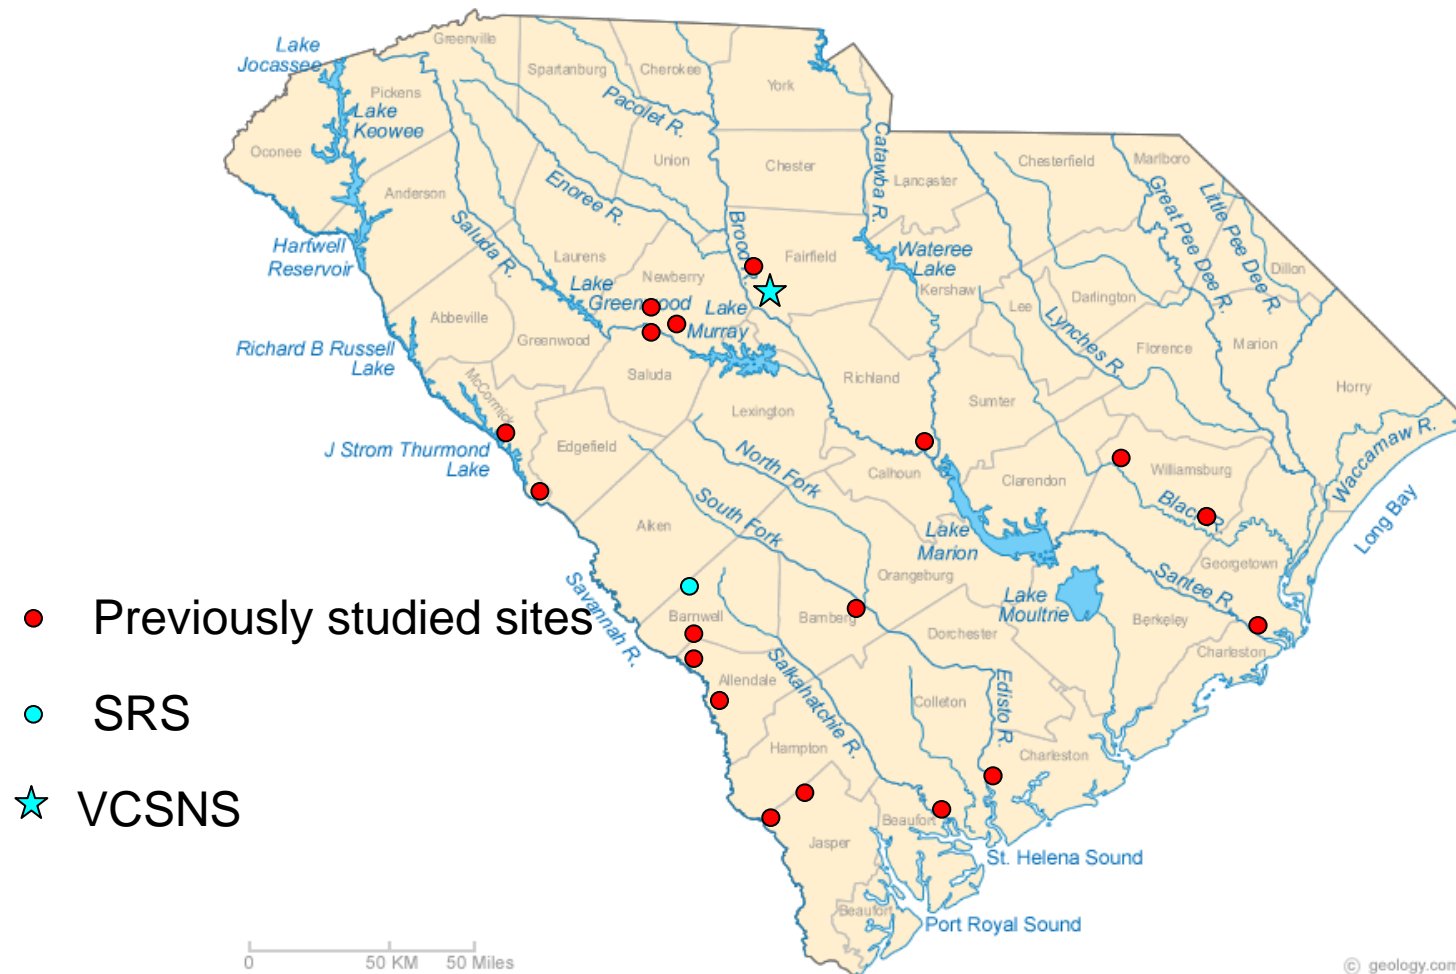 Greenville
Lake
Jocassee
Spartanburg
Cherokee
York
Pickens
Pacolet R.
Lake
Keowee
Catawba R.
Oconee
Union
Chester
Chesterfield
Marlboro
Anderson
Enoree R.
Lancaster
Great Pee Dee R.
Little Pee Dee R.
Saluda R.
Broad
Hartwell
Reservoir
Laurens
Newberry
Fairfield
Wateree
Lake
Kershaw
Dillon
Lake
Greenwood
Lake
Murray
Lee
Darlington
Lynches R.
Abbeville
Greenwood
Florence
Marion
Richard B Russell
Lake
McCormick
Saluda
Richland
Horry
Lexington
Sumter
J Strom Thurmond
Lake
Edgefield
North Fork
Calhoun
Clarendon
Williamsburg
Waccamaw R.
South Fork
Aiken
Black R.
Long Bay
Lake
Marion
Georgetown
Santee R.
Orangeburg
Savannah R.
Lake
Moultrie
Previously studied sites
Barnwell
Bamberg
Dorchester
Berkeley
Charleston
Allendale
Salkahatchie R.
Colleton
Edisto R.
SRS
Hampton
Charleston
VCSNS
Beaufort
Jasper
St. Helena Sound
Beaufort
Port Royal Sound
0 50 KM 50 Miles
© geology.com